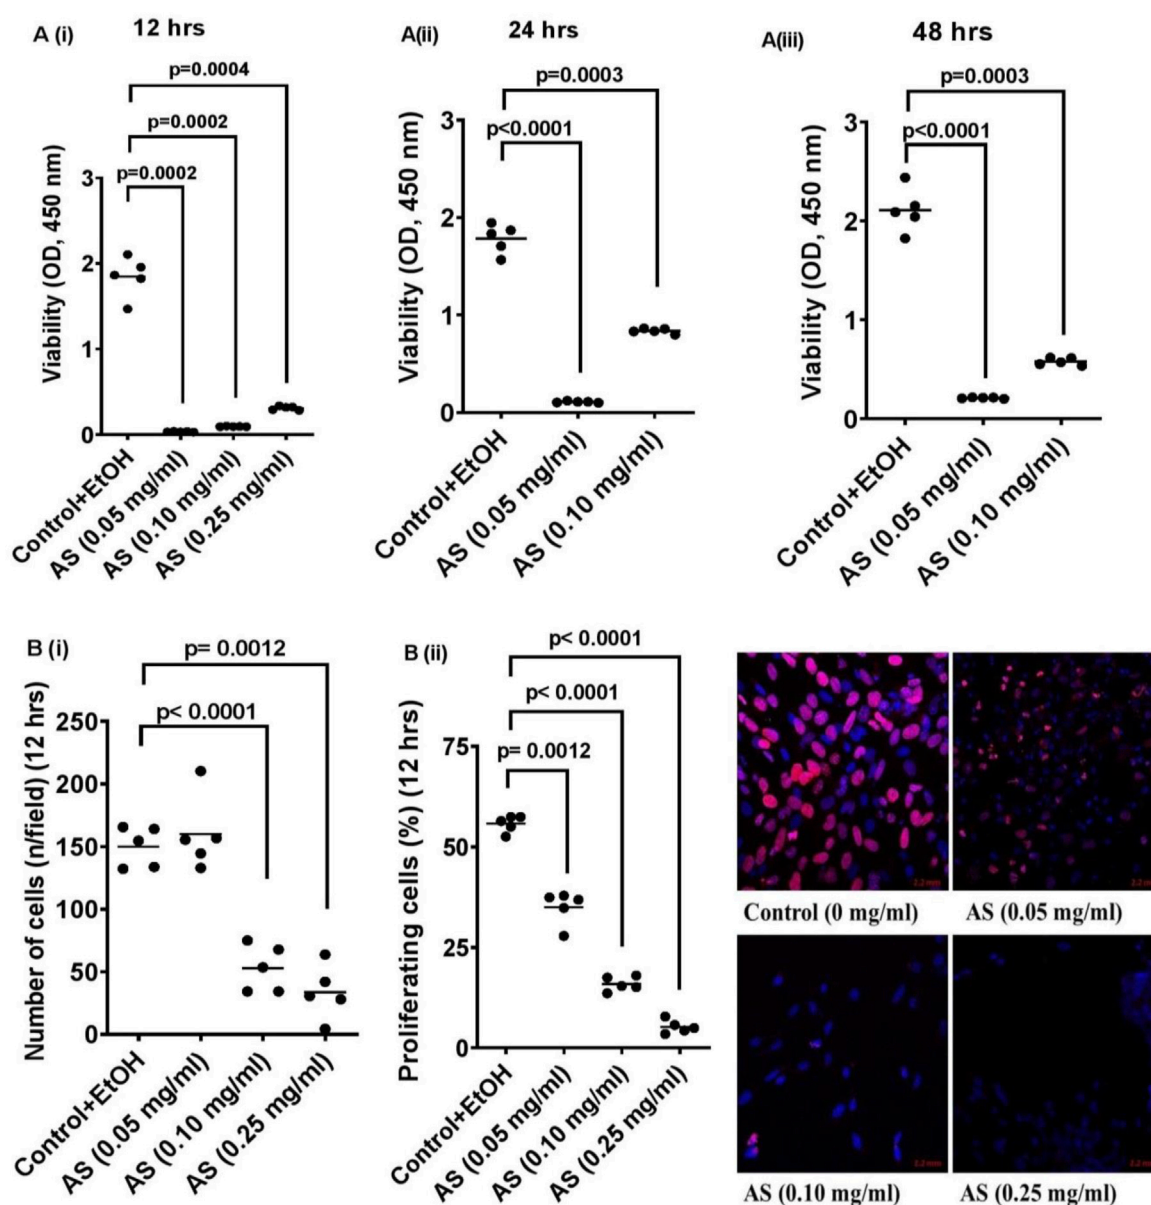 A (i)
12 hrs
p=0.0004
p=0.0002
p=0.0002
Viability (OD, 450 nm)
3
2
1
0
Control+EtOH
AS (0.05 mg/ml)
AS (0.10 mg/ml)
AS (0.25 mg/ml)
A(ii)
24 hrs
p=0.0003
p<0.0001
Viability (OD, 450 nm)
3
2
1
0
Control+EtOH
AS (0.05 mg/ml)
AS (0.10 mg/ml)
A(iii)
48 hrs
p=0.0003
p<0.0001
Viability (OD, 450 nm)
3
2
1
0
Control+EtOH
AS (0.05 mg/ml)
AS (0.10 mg/ml)
B (i)
p= 0.0012
p< 0.0001
Number of cells (n/field) (12 hrs)
250
200
150
100
50
0
Control+EtOH
AS (0.05 mg/ml)
AS (0.10 mg/ml)
AS (0.25 mg/ml)
B (ii)
p< 0.0001
p< 0.0001
p= 0.0012
Proliferating cells (%) (12 hrs)
75
50
25
0
Control+EtOH
AS (0.05 mg/ml)
AS (0.10 mg/ml)
AS (0.25 mg/ml)
Control (0 mg/ml)
AS (0.05 mg/ml)
AS (0.10 mg/ml)
AS (0.25 mg/ml)